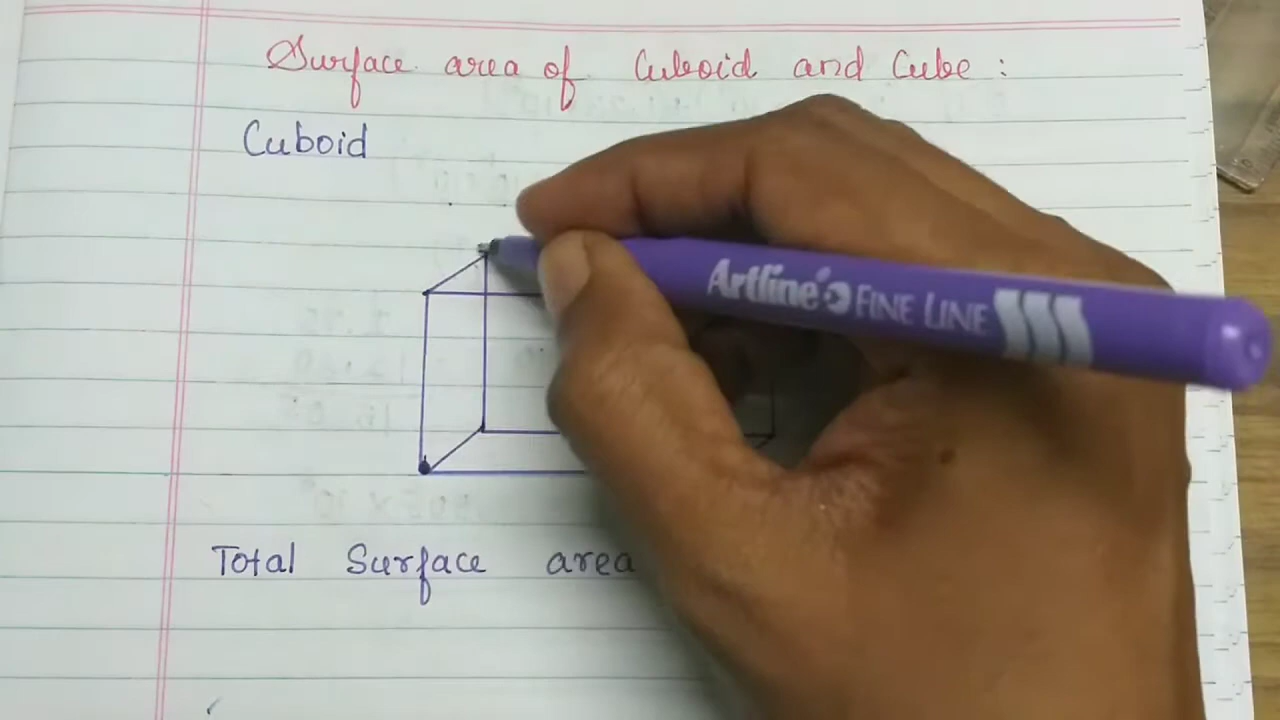 Surface area of Cuboid and Cube :
Cuboid
Artline FINE LINE
Total Surface area